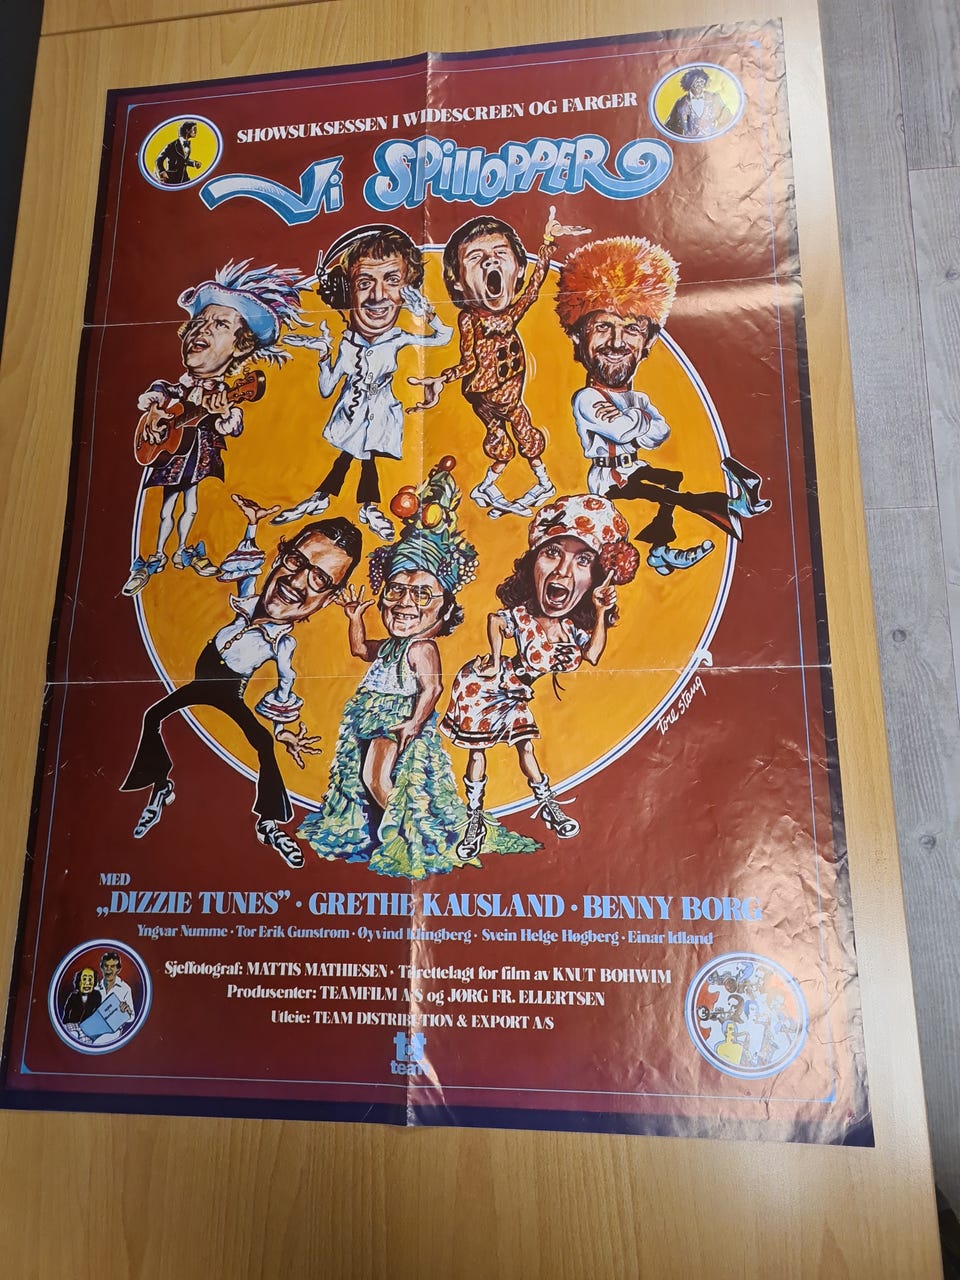 SHOWSUKSESSEN I WIDESCREEN OG FARGER
Vi SPILLOPPER
tore stang
MED
„DIZZIE TUNES” · GRETHE KAUSLAND · BENNY BORG
Yngvar Numme · Tor Erik Gunstrøm · Øyvind Klingberg · Svein Helge Høgberg · Einar Idland
Sjeffotograf: MATTIS MATHIESEN · Tilrettelagt for film av KNUT BOHWIM
Produsenter: TEAMFILM A/S og JØRG FR. ELLERTSEN
Utleie: TEAM DISTRIBUTION & EXPORT A/S
team